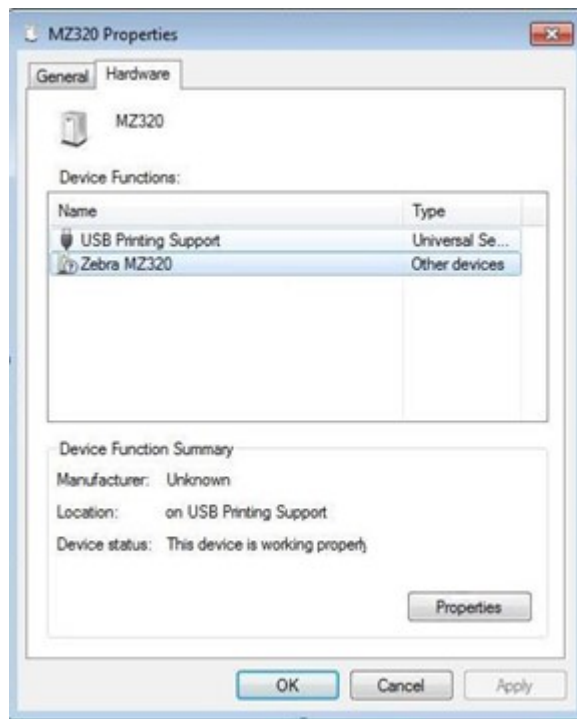 MZ320 Properties
General Hardware
MZ320
Device Functions:
Name Type
USB Printing Support Universal Se...
Zebra MZ320 Other devices
Device Function Summary
Manufacturer: Unknown
Location: on USB Printing Support
Device status: This device is working properly
Properties
OK Cancel Apply